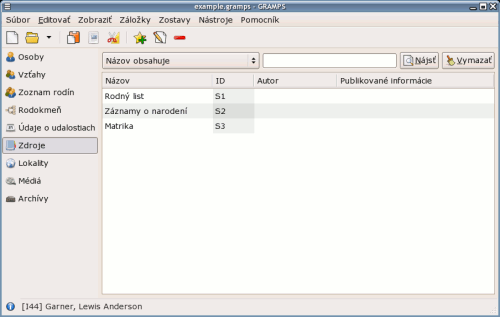 example.gramps - GRAMPS
Súbor Editovať Zobraziť Záložky Zostavy Nástroje Pomocník
Osoby
Vzťahy
Zoznam rodín
Rodokmeň
Údaje o udalostiach
Zdroje
Lokality
Médiá
Archívy
Názov obsahuje Nájsť Vymazať
Názov ID Autor Publikované informácie
Rodný list S1
Záznamy o narodení S2
Matrika S3
[I44] Garner, Lewis Anderson